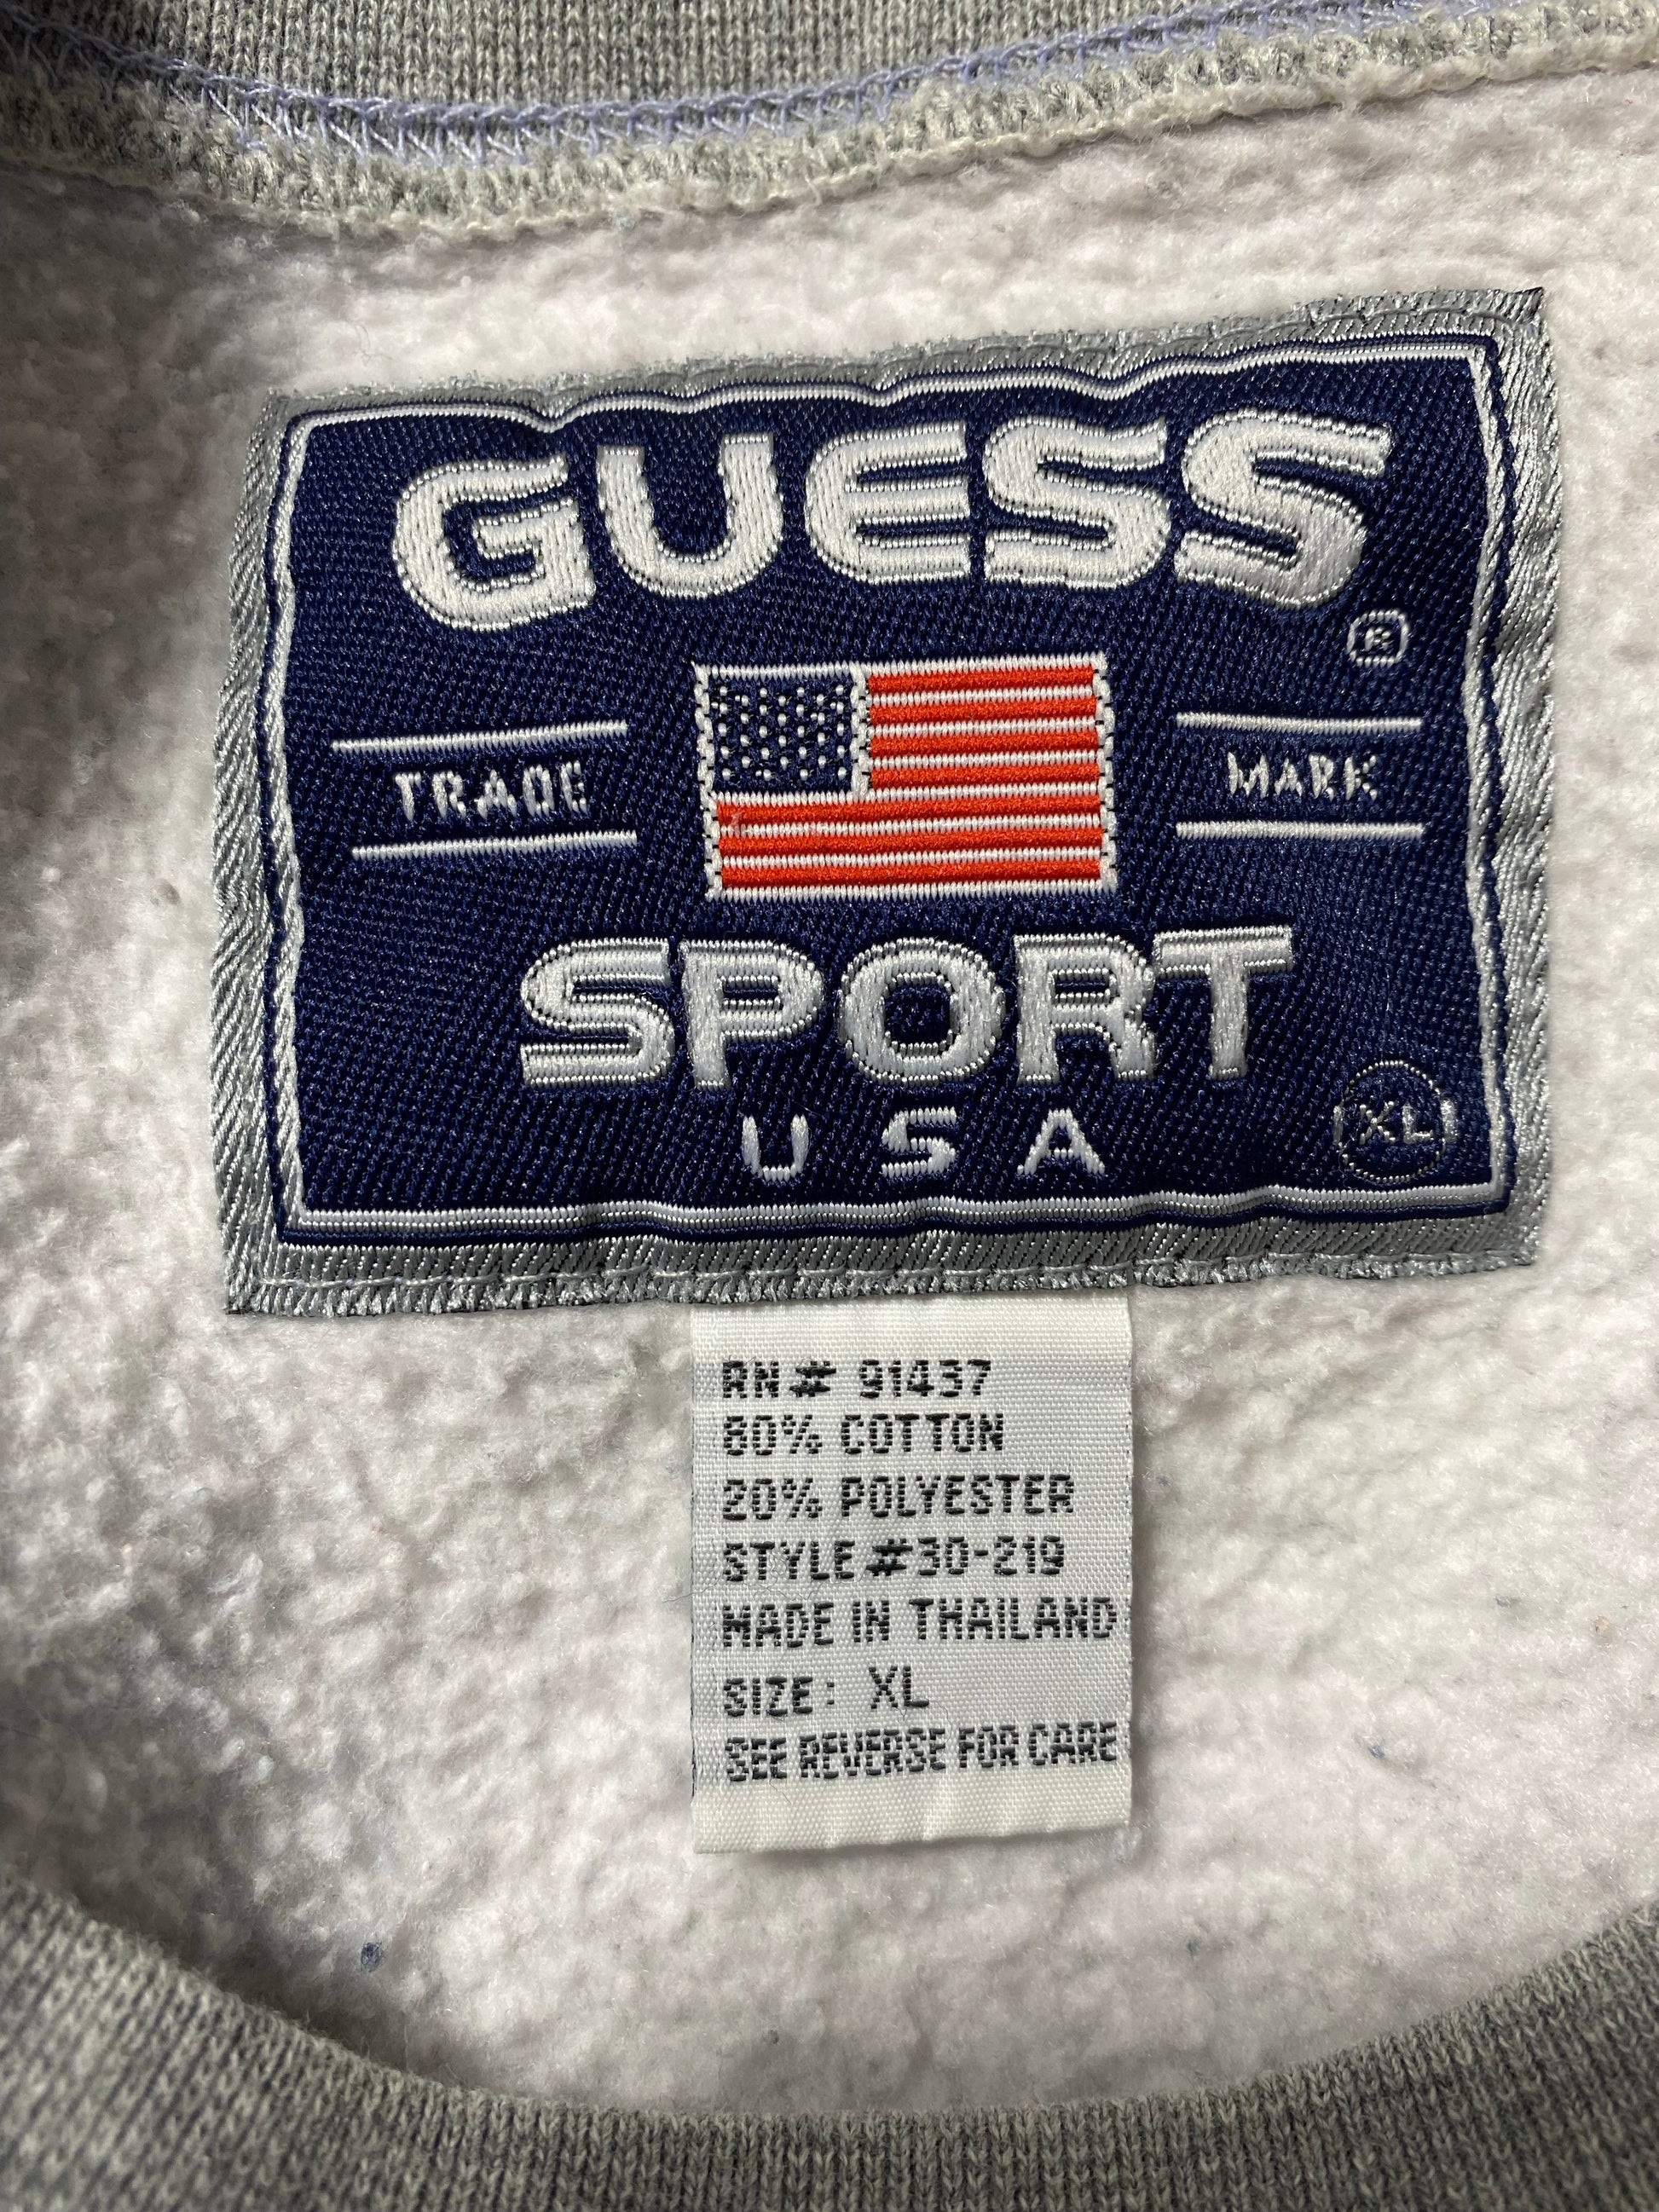 GUESS
®
TRADE MARK
SPORT
USA
XL
RN# 91437
80% COTTON
20% POLYESTER
STYLE #30-219
MADE IN THAILAND
SIZE: XL
SEE REVERSE FOR CARE